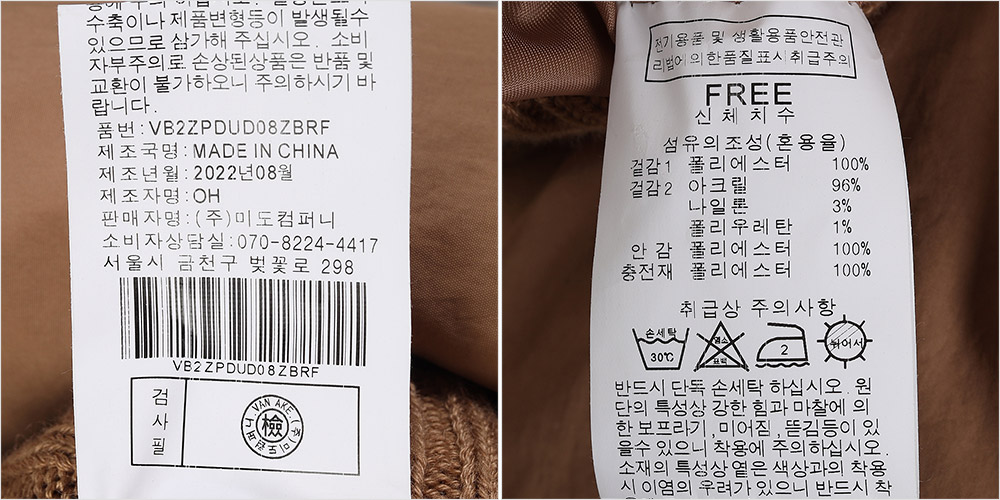 수축이나 제품변형등이 발생될수
있으므로 삼가해 주십시오. 소비
자부주의로 손상된상품은 반품 및
교환이 불가하오니 주의하시기 바
랍니다.
품번:VB2ZPDUD08ZBRF
제조국명:MADE IN CHINA
제조년월:2022년08월
제조자명:OH
판매자명:(주)미도컴퍼니
소비자상담실:070-8224-4417
서울시 금천구 벚꽃로 298
VB2ZPDUD08ZBRF
검사필
VAN AKE.
(주)미도컴퍼니
檢
전기용품 및 생활용품안전관
리법에 의한품질표시취급주의
FREE
신체치수
섬유의조성(혼용율)
겉감1 폴리에스터 100%
겉감2 아크릴 96%
나일론 3%
폴리우레탄 1%
안 감 폴리에스터 100%
충전재 폴리에스터 100%
취급상 주의사항
손세탁
30℃
염소
표백
2
뉘어서
반드시 단독 손세탁 하십시오. 원
단의 특성상 강한 힘과 마찰에 의
한 보프라기,미어짐,뜯김등이 있
을수 있으니 착용에 주의하십시오.
소재의 특성상 옅은 색상과의 착용
시 이염의 우려가 있으니 반드시 착